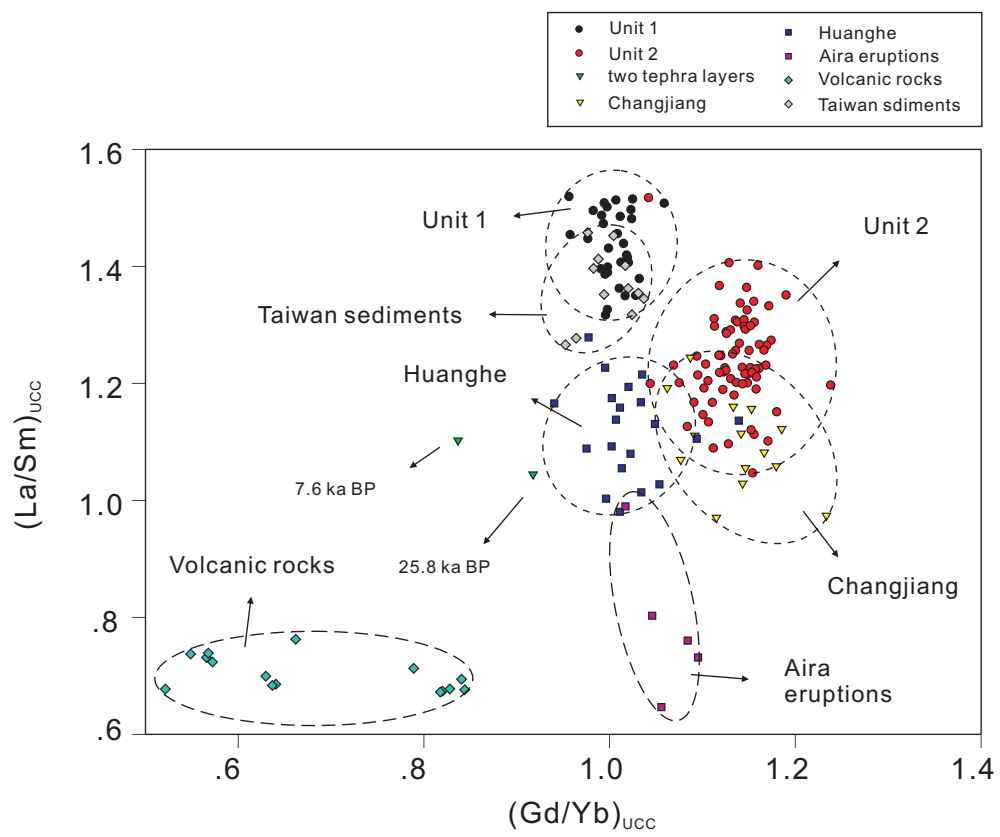 Unit 1
Unit 2
two tephra layers
Changjiang
Huanghe
Aira eruptions
Volcanic rocks
Taiwan sdiments
1.6
1.4
1.2
1.0
.8
.6
(La/Sm)UCC
Unit 1
Unit 2
Taiwan sediments
Huanghe
7.6 ka BP
25.8 ka BP
Volcanic rocks
Changjiang
Aira
eruptions
.6
.8
1.0
1.2
1.4
(Gd/Yb)UCC